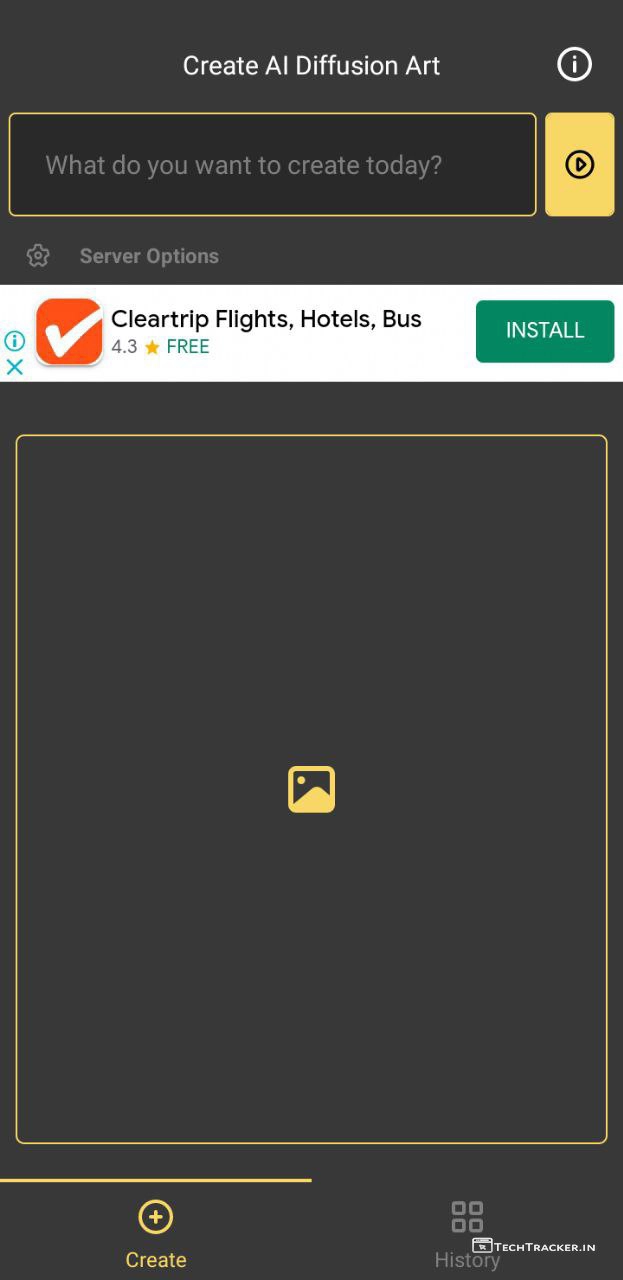 Create AI Diffusion Art
What do you want to create today?
Server Options
Cleartrip Flights, Hotels, Bus
4.3 ★ FREE
INSTALL
Create
History
TECHTRACKER.IN